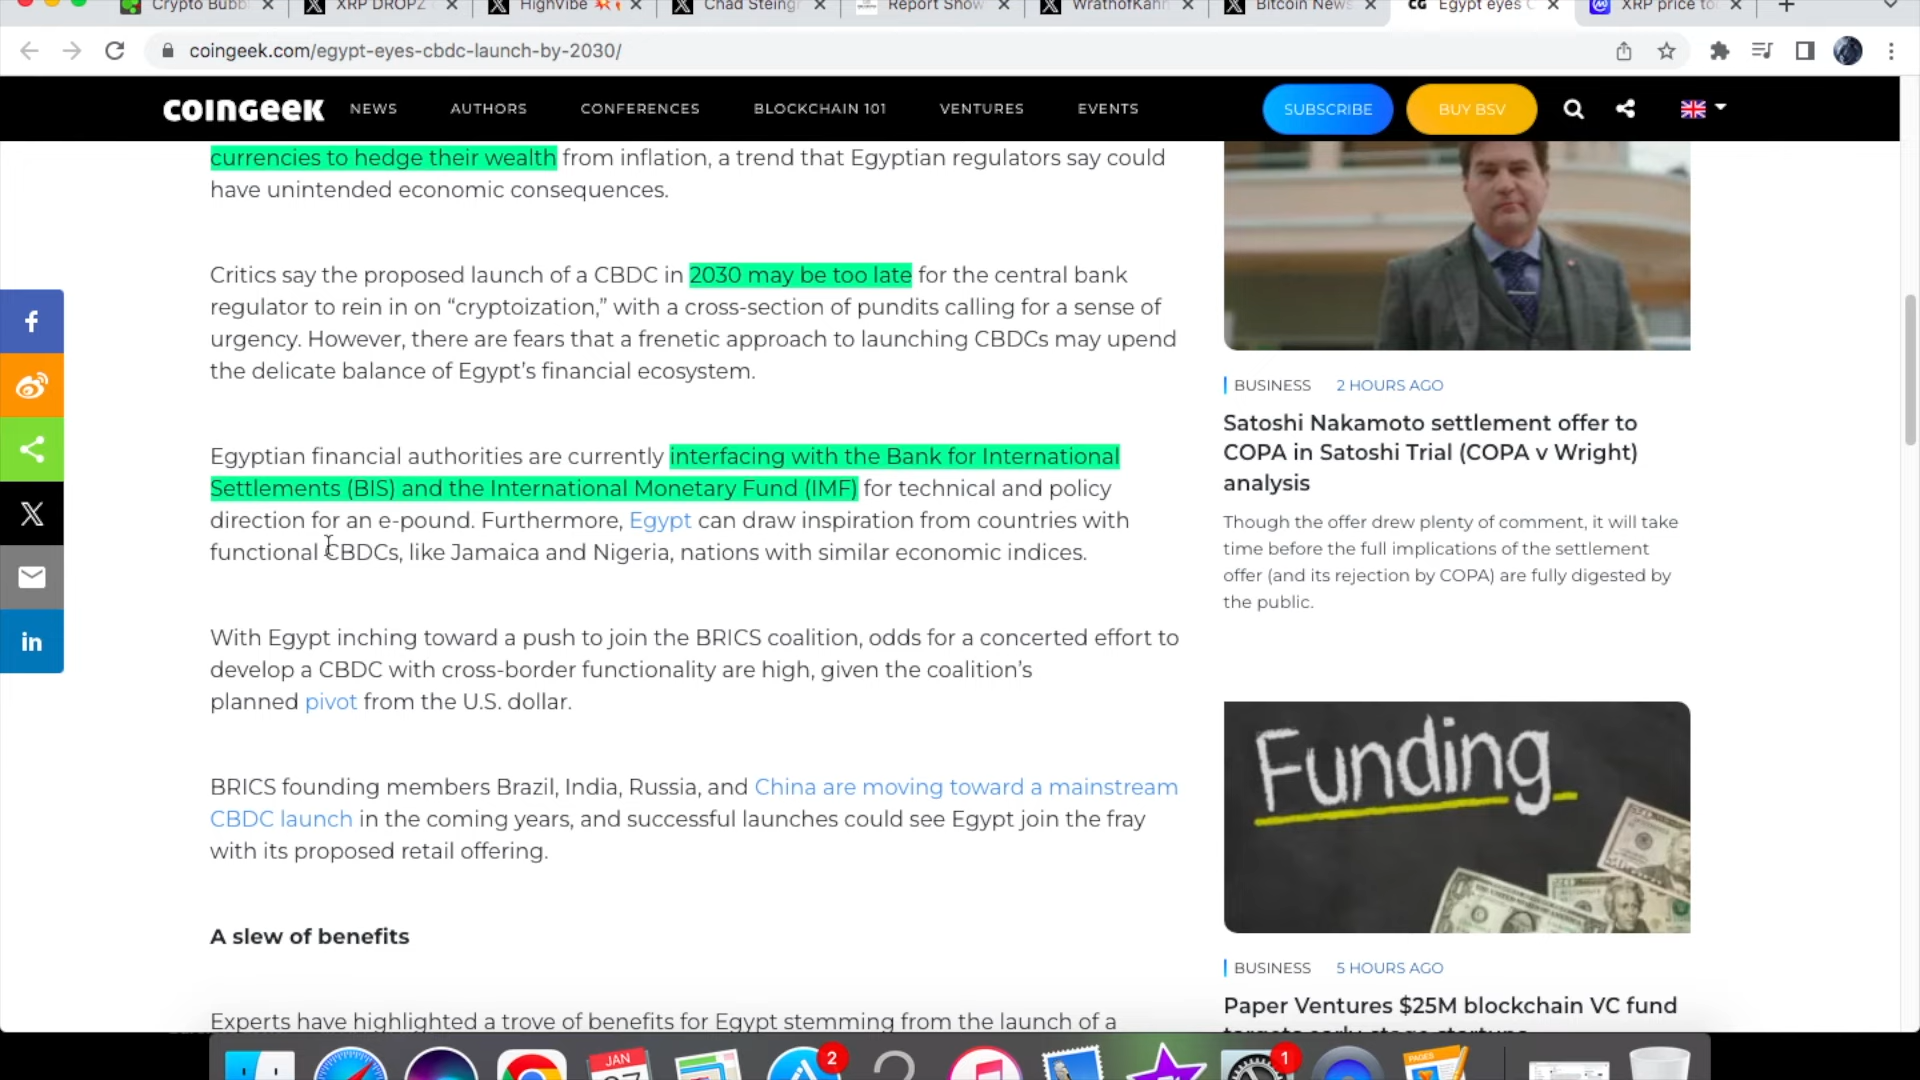 Crypto Bubb
XRP DROPZ
HighVibe
Chad Steingr
Report Show
WrathofKahn
Bitcoin News
CG Egypt eyes C
XRP price to
coingeek.com/egypt-eyes-cbdc-launch-by-2030/
COINGEEK NEWS AUTHORS CONFERENCES BLOCKCHAIN 101 VENTURES EVENTS SUBSCRIBE BUY BSV
currencies to hedge their wealth from inflation, a trend that Egyptian regulators say could
have unintended economic consequences.
Critics say the proposed launch of a CBDC in 2030 may be too late for the central bank
regulator to rein in on “cryptoization,” with a cross-section of pundits calling for a sense of
urgency. However, there are fears that a frenetic approach to launching CBDCs may upend
the delicate balance of Egypt’s financial ecosystem.
Egyptian financial authorities are currently interfacing with the Bank for International
Settlements (BIS) and the International Monetary Fund (IMF) for technical and policy
direction for an e-pound. Furthermore, Egypt can draw inspiration from countries with
functional CBDCs, like Jamaica and Nigeria, nations with similar economic indices.
With Egypt inching toward a push to join the BRICS coalition, odds for a concerted effort to
develop a CBDC with cross-border functionality are high, given the coalition’s
planned pivot from the U.S. dollar.
BRICS founding members Brazil, India, Russia, and China are moving toward a mainstream
CBDC launch in the coming years, and successful launches could see Egypt join the fray
with its proposed retail offering.
A slew of benefits
Experts have highlighted a trove of benefits for Egypt stemming from the launch of a
BUSINESS 2 HOURS AGO
Satoshi Nakamoto settlement offer to
COPA in Satoshi Trial (COPA v Wright)
analysis
Though the offer drew plenty of comment, it will take
time before the full implications of the settlement
offer (and its rejection by COPA) are fully digested by
the public.
Funding
BUSINESS 5 HOURS AGO
Paper Ventures $25M blockchain VC fund
targets early-stage startups
JAN
2
1
PAGES